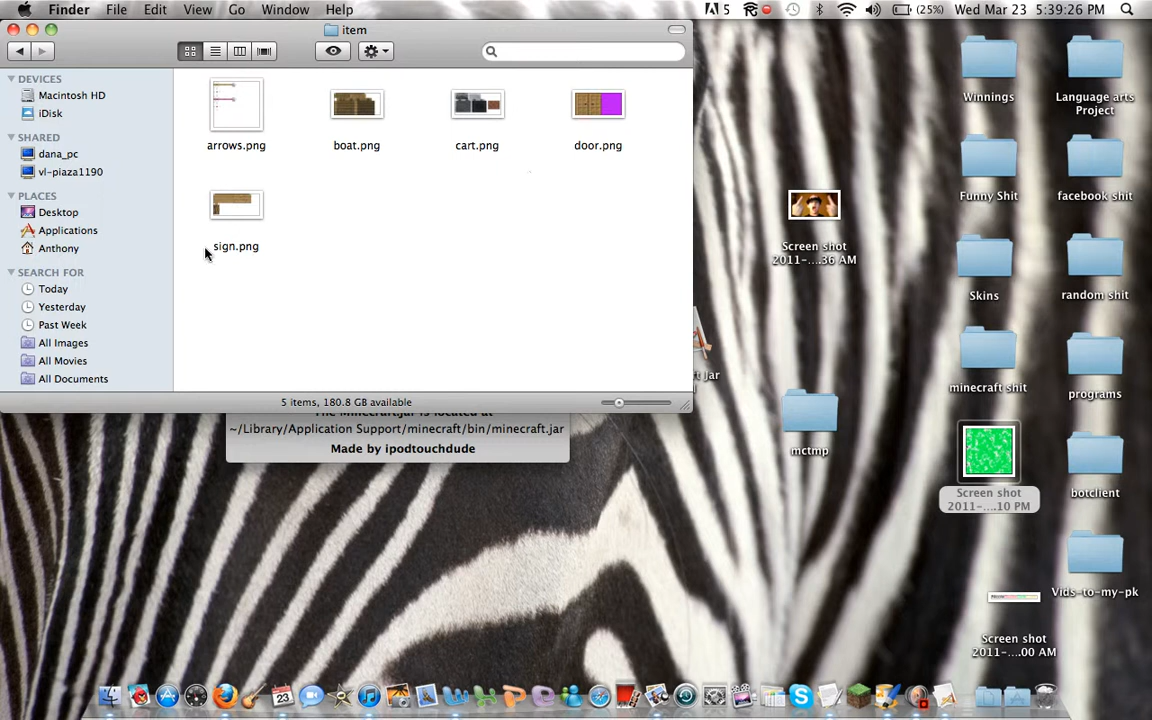 Finder File Edit View Go Window Help
5 (25%) Wed Mar 23 5:39:26 PM
item
DEVICES
Macintosh HD
iDisk
SHARED
dana_pc
vl-piaza1190
PLACES
Desktop
Applications
Anthony
SEARCH FOR
Today
Yesterday
Past Week
All Images
All Movies
All Documents
arrows.png boat.png cart.png door.png
sign.png
5 items, 180.8 GB available
The Minecraft.jar is located at
~/Library/Application Support/minecraft/bin/minecraft.jar
Made by ipodtouchdude
Screen shot
2011-....36 AM
ft Jar
mctmp
Winnings
Funny Shit
Skins
minecraft shit
Screen shot
2011-....10 PM
Language arts
Project
facebook shit
random shit
programs
botclient
Vids-to-my-pk
Screen shot
2011-....00 AM
23